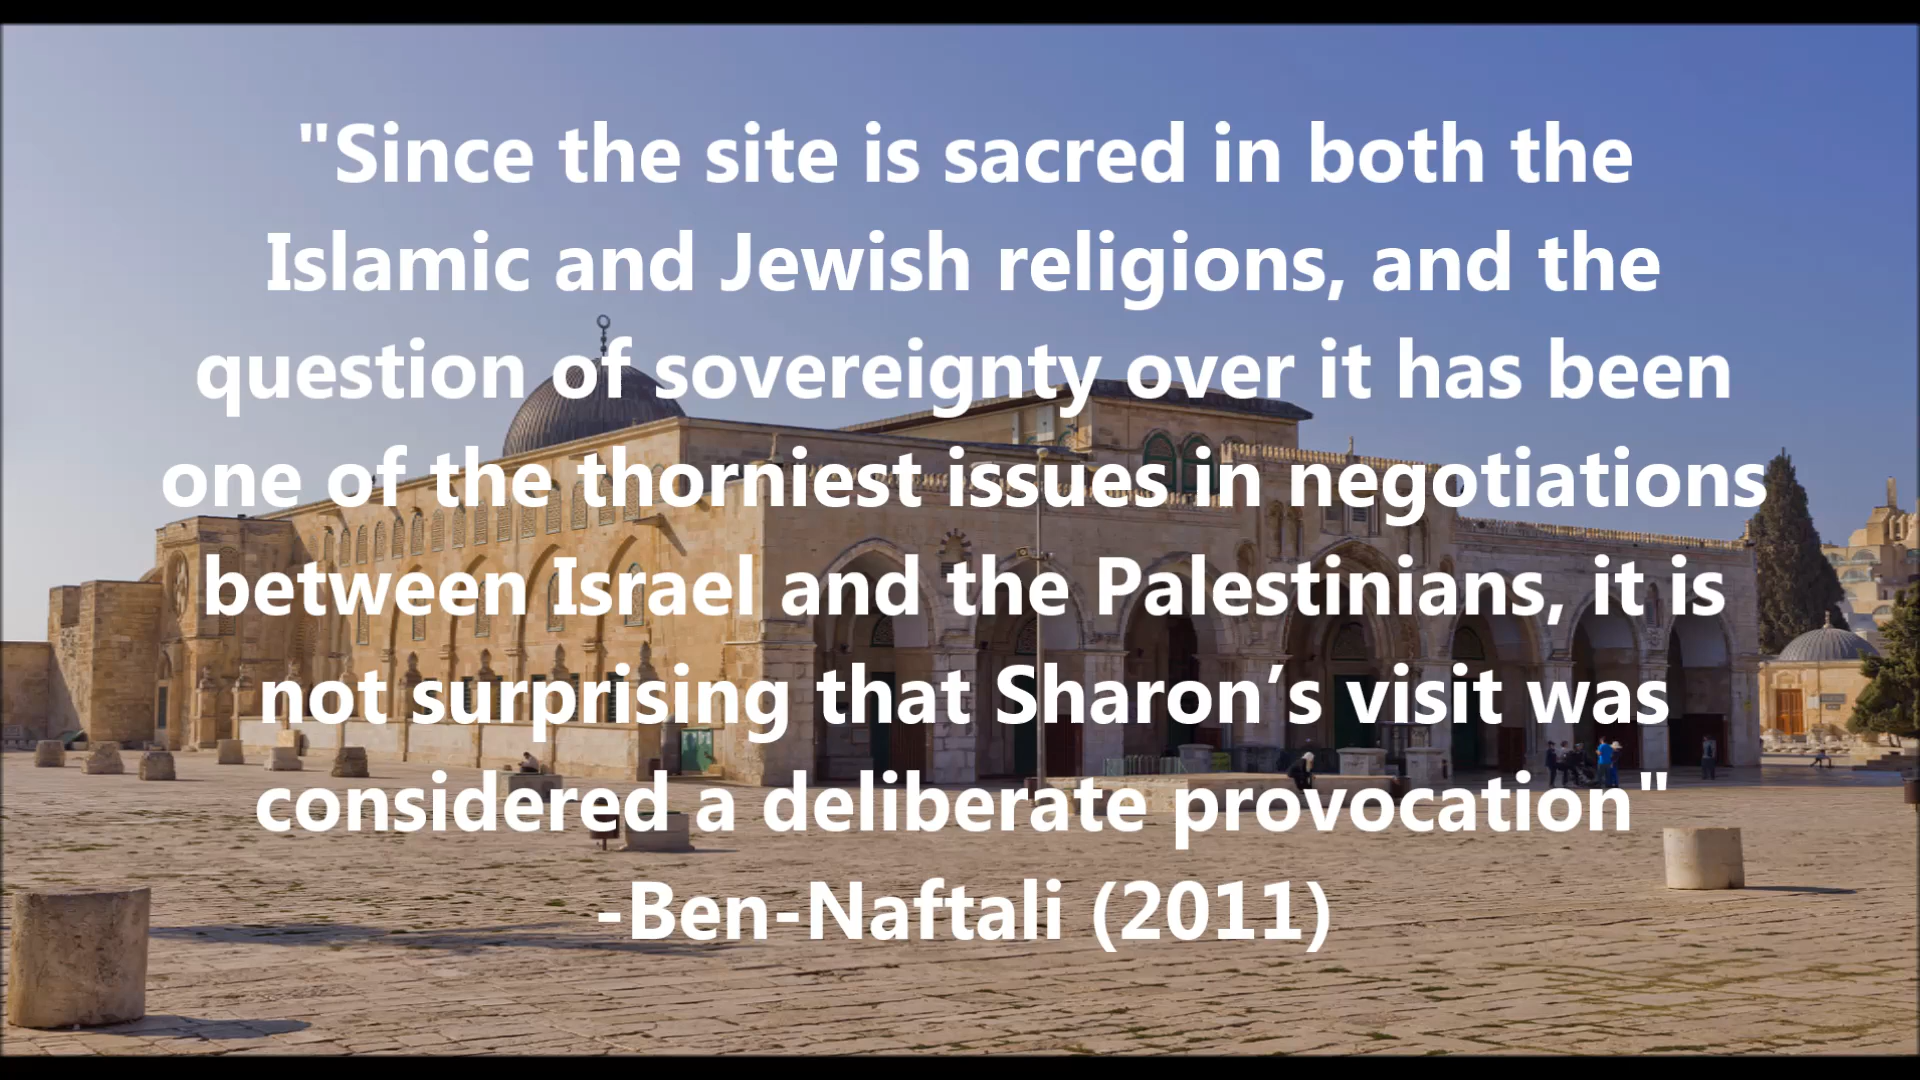 "Since the site is sacred in both the
Islamic and Jewish religions, and the
question of sovereignty over it has been
one of the thorniest issues in negotiations
between Israel and the Palestinians, it is
not surprising that Sharon’s visit was
considered a deliberate provocation"
-Ben-Naftali (2011)